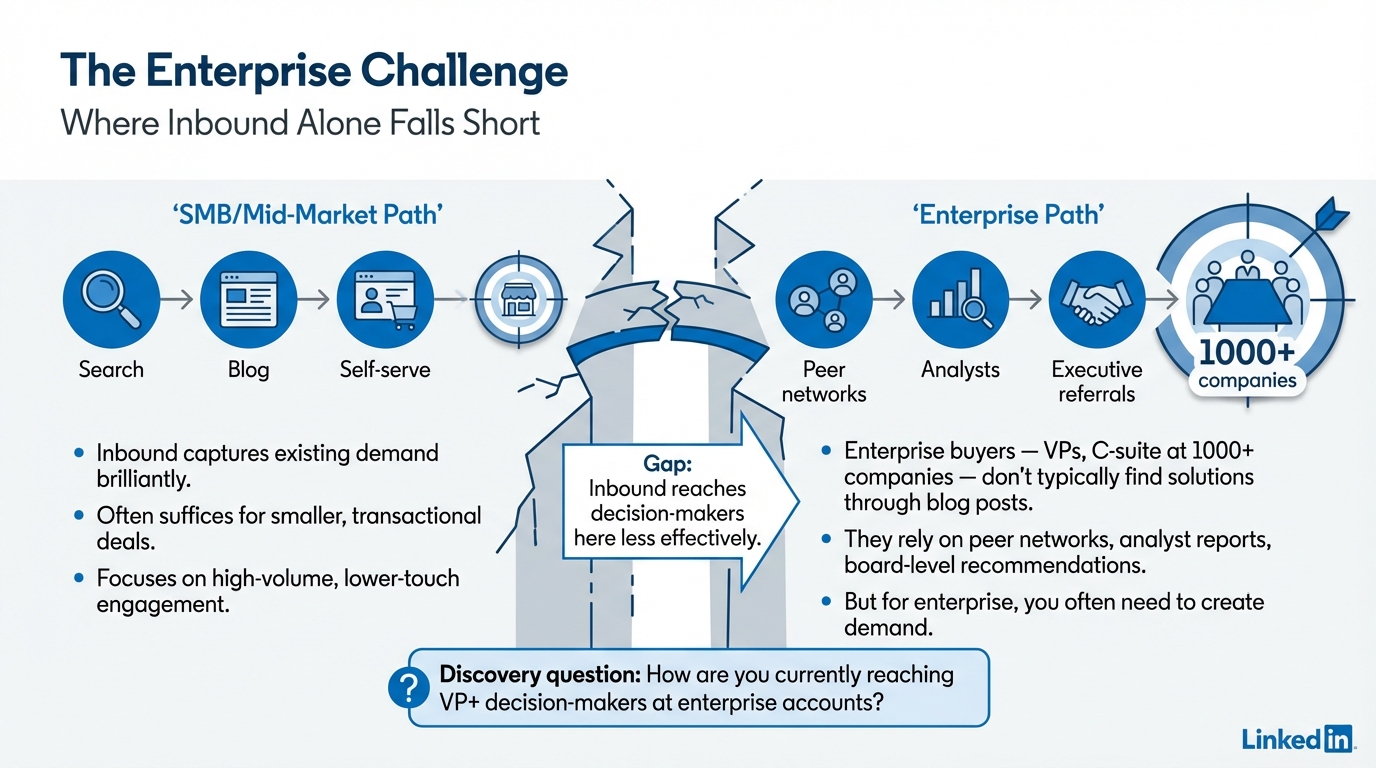 The Enterprise Challenge
Where Inbound Alone Falls Short
‘SMB/Mid-Market Path’
Search
Blog
Self-serve
• Inbound captures existing demand
brilliantly.
• Often suffices for smaller, transactional
deals.
• Focuses on high-volume, lower-touch
engagement.
Gap:
Inbound reaches
decision-makers
here less effectively.
‘Enterprise Path’
Peer
networks
Analysts
Executive
referrals
1000+
companies
• Enterprise buyers — VPs, C-suite at 1000+
companies — don’t typically find solutions
through blog posts.
• They rely on peer networks, analyst reports,
board-level recommendations.
• But for enterprise, you often need to create
demand.
?
Discovery question: How are you currently reaching
VP+ decision-makers at enterprise accounts?
LinkedIn